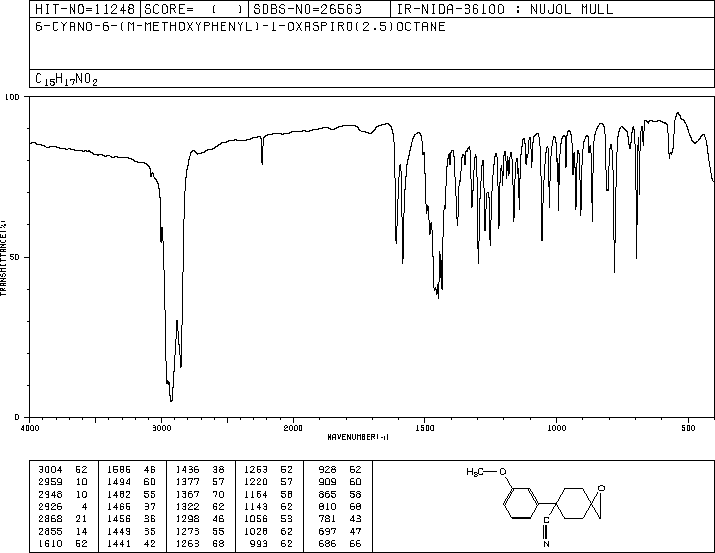 HIT-NO=11248 SCORE= ( ) SDBS-NO=26563 IR-NIDA-36100 : NUJOL MULL
6-CYANO-6-(M-METHOXYPHENYL)-1-OXASPIRO(2.5)OCTANE
C15H17NO2
100
50
0
TRANSMITTANCE(%)
4000 3000 2000 1500 1000 500
WAVENUMBER(-1)
3004 52 1586 46 1436 38 1253 52 928 62
2959 10 1494 60 1377 57 1220 57 909 60
2948 10 1482 55 1367 70 1164 58 865 58
2926 4 1466 37 1322 62 1143 62 810 68
2868 21 1456 36 1298 46 1056 53 781 43
2855 14 1449 35 1273 55 1028 62 697 47
1610 52 1441 42 1263 68 993 62 686 66
H3C
O
O
C
N